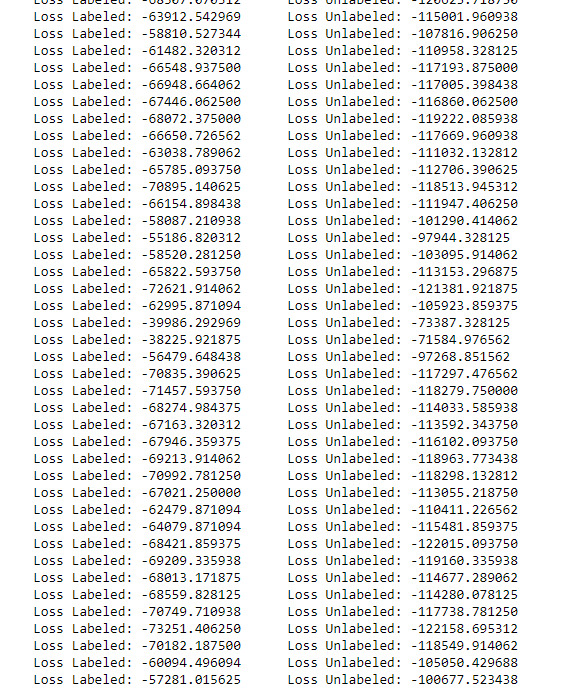 Loss Labeled: -63912.542969 Loss Unlabeled: -115001.960938
Loss Labeled: -58810.527344 Loss Unlabeled: -107816.906250
Loss Labeled: -61482.320312 Loss Unlabeled: -110958.328125
Loss Labeled: -66548.937500 Loss Unlabeled: -117193.875000
Loss Labeled: -66948.664062 Loss Unlabeled: -117005.398438
Loss Labeled: -67446.062500 Loss Unlabeled: -116860.062500
Loss Labeled: -68072.375000 Loss Unlabeled: -119222.085938
Loss Labeled: -66650.726562 Loss Unlabeled: -117669.960938
Loss Labeled: -63038.789062 Loss Unlabeled: -111032.132812
Loss Labeled: -65785.093750 Loss Unlabeled: -112706.390625
Loss Labeled: -70895.140625 Loss Unlabeled: -118513.945312
Loss Labeled: -66154.898438 Loss Unlabeled: -111947.406250
Loss Labeled: -58087.210938 Loss Unlabeled: -101290.414062
Loss Labeled: -55186.820312 Loss Unlabeled: -97944.328125
Loss Labeled: -58520.281250 Loss Unlabeled: -103095.914062
Loss Labeled: -65822.593750 Loss Unlabeled: -113153.296875
Loss Labeled: -72621.914062 Loss Unlabeled: -121381.921875
Loss Labeled: -62995.871094 Loss Unlabeled: -105923.859375
Loss Labeled: -39986.292969 Loss Unlabeled: -73387.328125
Loss Labeled: -38225.921875 Loss Unlabeled: -71584.976562
Loss Labeled: -56479.648438 Loss Unlabeled: -97268.851562
Loss Labeled: -70835.390625 Loss Unlabeled: -117297.476562
Loss Labeled: -71457.593750 Loss Unlabeled: -118279.750000
Loss Labeled: -68274.984375 Loss Unlabeled: -114033.585938
Loss Labeled: -67163.320312 Loss Unlabeled: -113592.343750
Loss Labeled: -67946.359375 Loss Unlabeled: -116102.093750
Loss Labeled: -69213.914062 Loss Unlabeled: -118963.773438
Loss Labeled: -70992.781250 Loss Unlabeled: -118298.132812
Loss Labeled: -67021.250000 Loss Unlabeled: -113055.218750
Loss Labeled: -62479.871094 Loss Unlabeled: -110411.226562
Loss Labeled: -64079.871094 Loss Unlabeled: -115481.859375
Loss Labeled: -68421.859375 Loss Unlabeled: -122015.093750
Loss Labeled: -69209.335938 Loss Unlabeled: -119160.335938
Loss Labeled: -68013.171875 Loss Unlabeled: -114677.289062
Loss Labeled: -68559.828125 Loss Unlabeled: -114280.078125
Loss Labeled: -70749.710938 Loss Unlabeled: -117738.781250
Loss Labeled: -73251.406250 Loss Unlabeled: -122158.695312
Loss Labeled: -70182.187500 Loss Unlabeled: -118549.914062
Loss Labeled: -60094.496094 Loss Unlabeled: -105050.429688
Loss Labeled: -57281.015625 Loss Unlabeled: -100677.523438